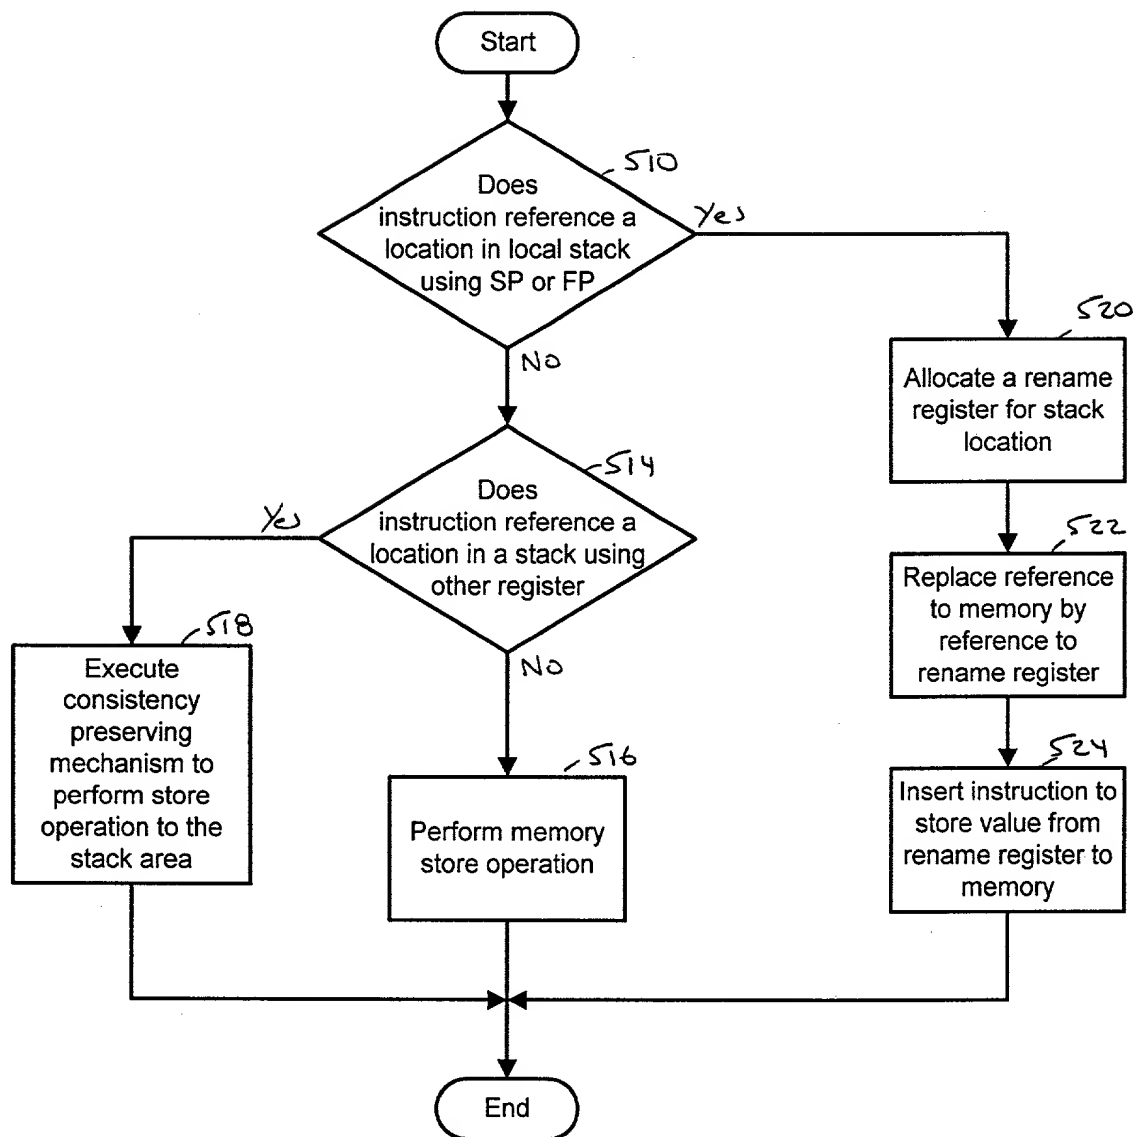 Start
510
Does
instruction reference a
location in local stack
using SP or FP
Yes
No
520
Allocate a rename
register for stack
location
514
Does
instruction reference a
location in a stack using
other register
Yes
No
522
Replace reference
to memory by
reference to
rename register
518
Execute
consistency
preserving
mechanism to
perform store
operation to the
stack area
516
Perform memory
store operation
524
Insert instruction to
store value from
rename register to
memory
End